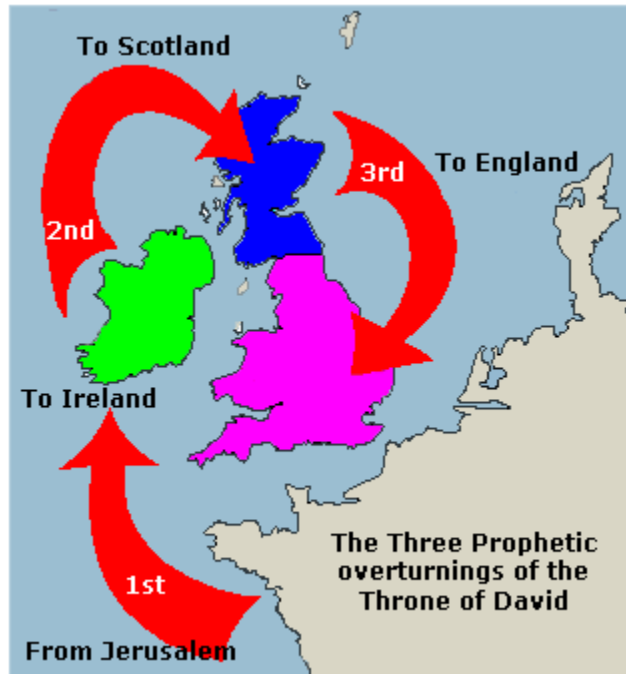 To Scotland
3rd
To England
2nd
To Ireland
1st
The Three Prophetic
overturnings of the
Throne of David
From Jerusalem